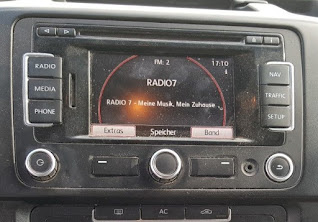 FM: 2
17:10
RADIO
RADIO7
NAV
MEDIA
RADIO 7 - Meine Musik, Mein Zuhause
TRAFFIC
PHONE
SETUP
Extras
Speicher
Band
AC